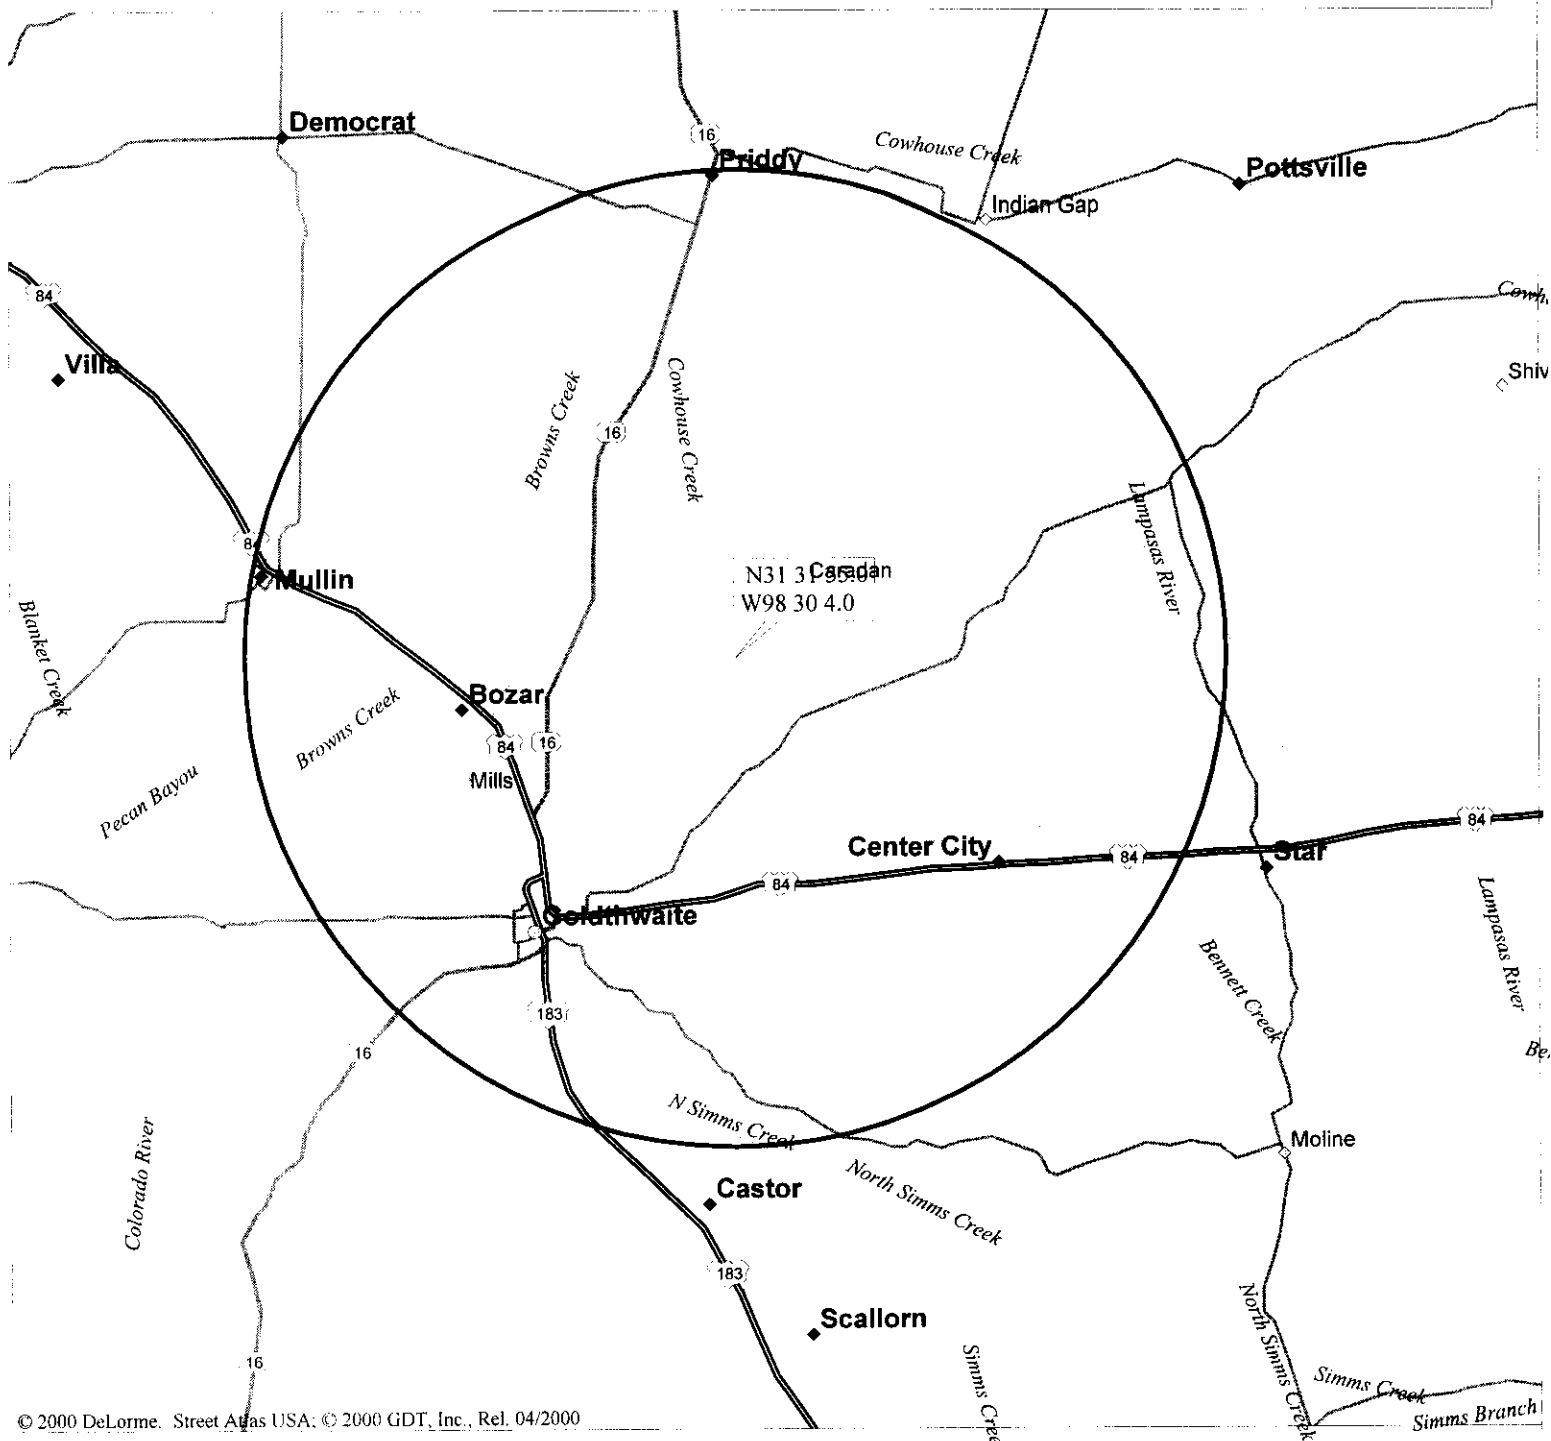 Democrat
16
Priddy
Cowhouse Creek
Pottsville
Indian Gap
84
Villa
Browns Creek
Cowhouse Creek
16
Lampasas River
84
Mullin
Caradan
N31 31
W98 30 4.0
Blanket Creek
Bozar
Browns Creek
84
16
Mills
Pecan Bayou
Center City
84
84
84
Star
Goldthwaite
Lampasas River
Bennett Creek
183
16
N Simms Creek
Moline
Colorado River
Castor
North Simms Creek
183
Scallorn
North Simms Creek
16
Simms
Simms Creek
Simms Branch
© 2000 DeLorme. Street Atlas USA; © 2000 GDT, Inc., Rel. 04/2000